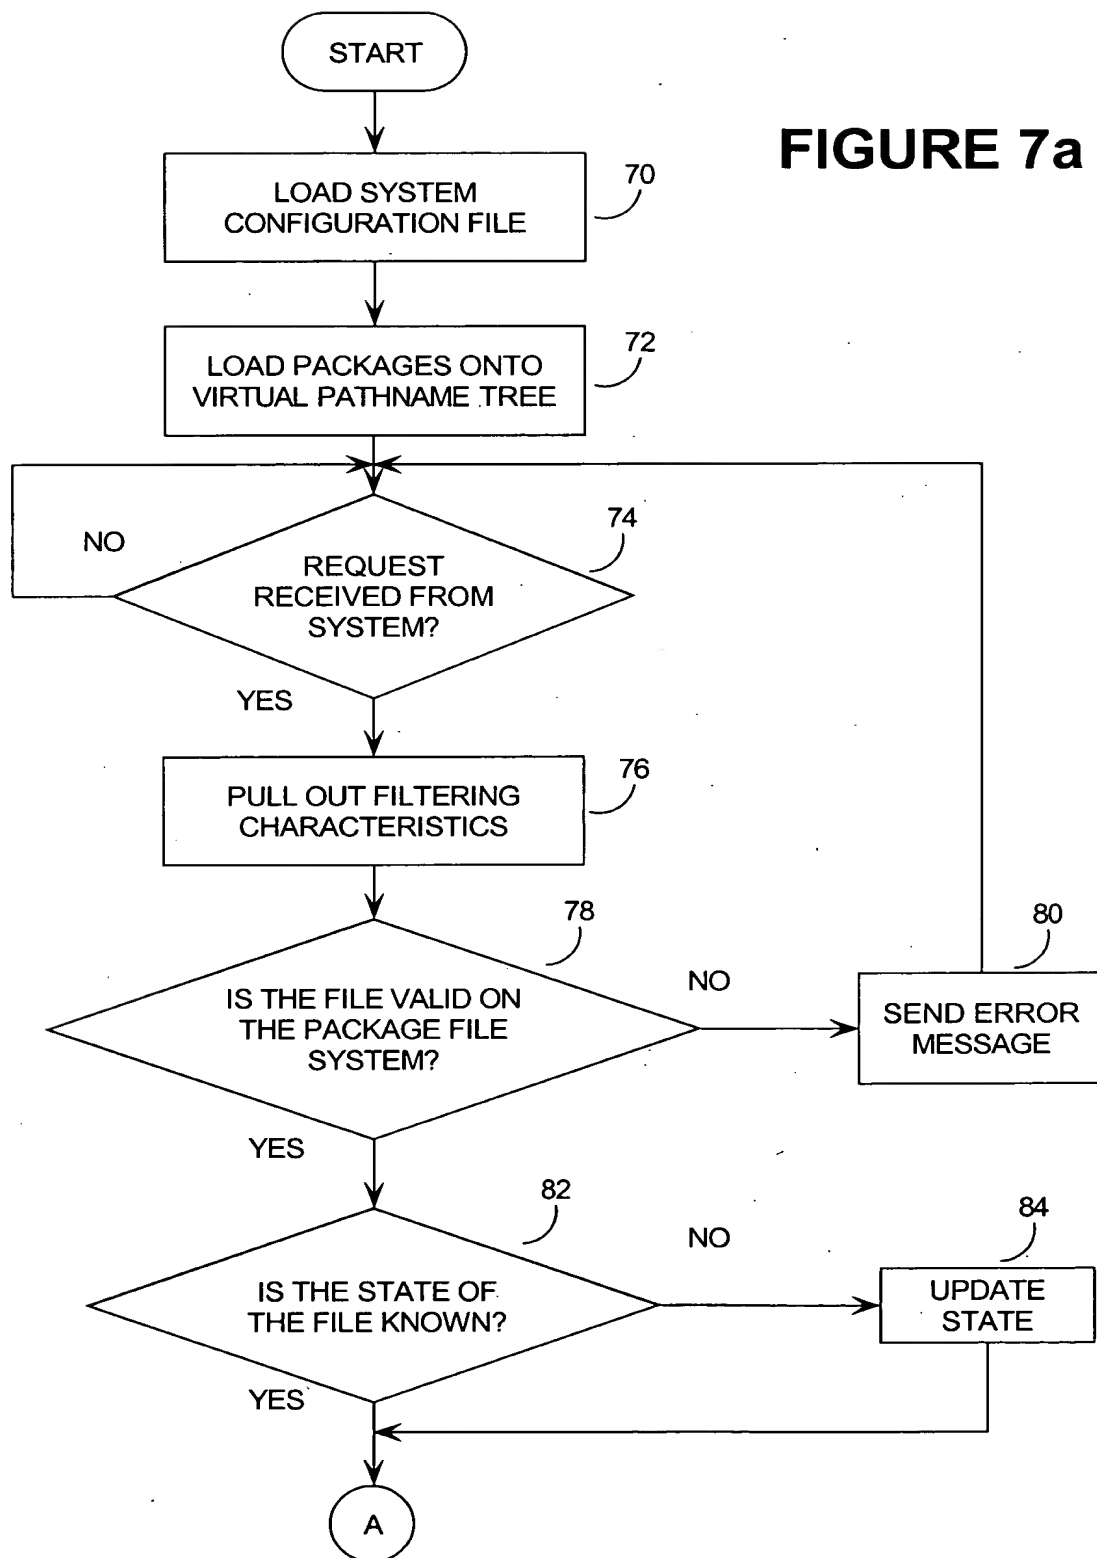 START
FIGURE 7a
70
LOAD SYSTEM
CONFIGURATION FILE
72
LOAD PACKAGES ONTO
VIRTUAL PATHNAME TREE
74
NO
REQUEST
RECEIVED FROM
SYSTEM?
YES
76
PULL OUT FILTERING
CHARACTERISTICS
78
80
IS THE FILE VALID ON
THE PACKAGE FILE
SYSTEM?
NO
SEND ERROR
MESSAGE
YES
82
84
NO
IS THE STATE OF
THE FILE KNOWN?
UPDATE
STATE
YES
A